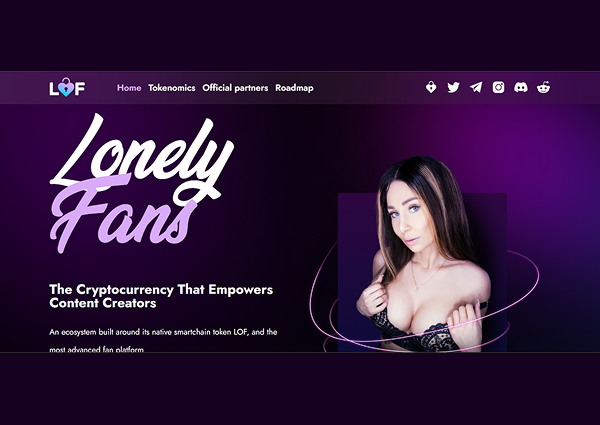 LOF
Home Tokenomics Official partners Roadmap
Lonely
Fans
The Cryptocurrency That Empowers
Content Creators
An ecosystem built around its native smartchain token LOF, and the
most advanced fan platform